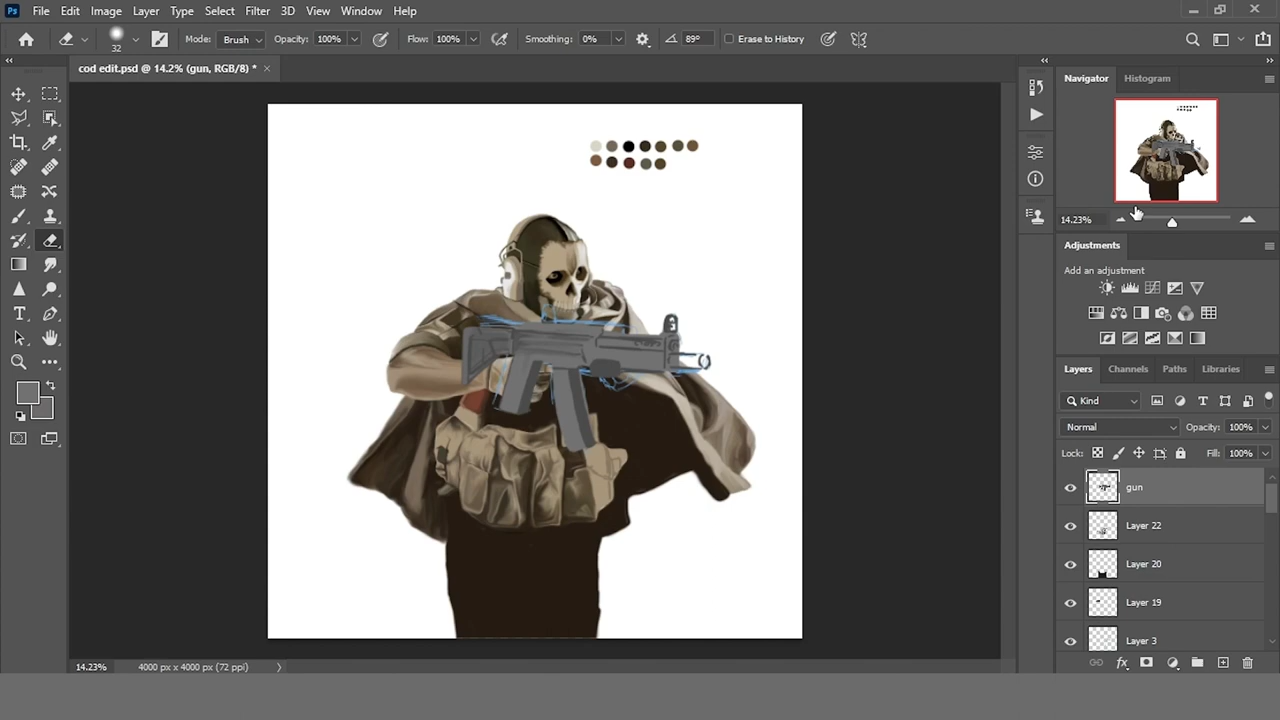 Ps File Edit Image Layer Type Select Filter 3D View Window Help
32 Mode: Brush Opacity: 100% Flow: 100% Smoothing: 0% 89° Erase to History
cod edit.psd @ 14.2% (gun, RGB/8) *
Navigator Histogram
14.23%
Adjustments
Add an adjustment
Layers Channels Paths Libraries
Kind
Normal Opacity: 100%
Lock: Fill: 100%
gun
Layer 22
Layer 20
Layer 19
Layer 3
fx
14.23% 4000 px x 4000 px (72 ppi)